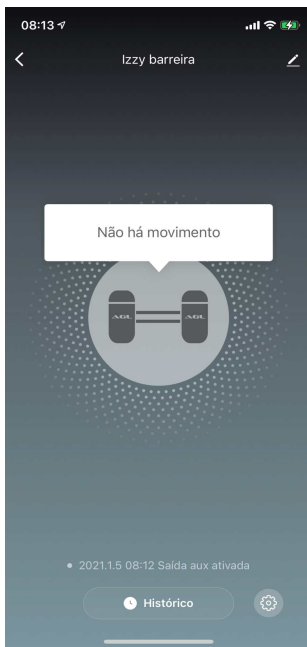 08:13
Izzy barreira
Não há movimento
AGL AGL
2021.1.5 08:12 Saída aux ativada
Histórico